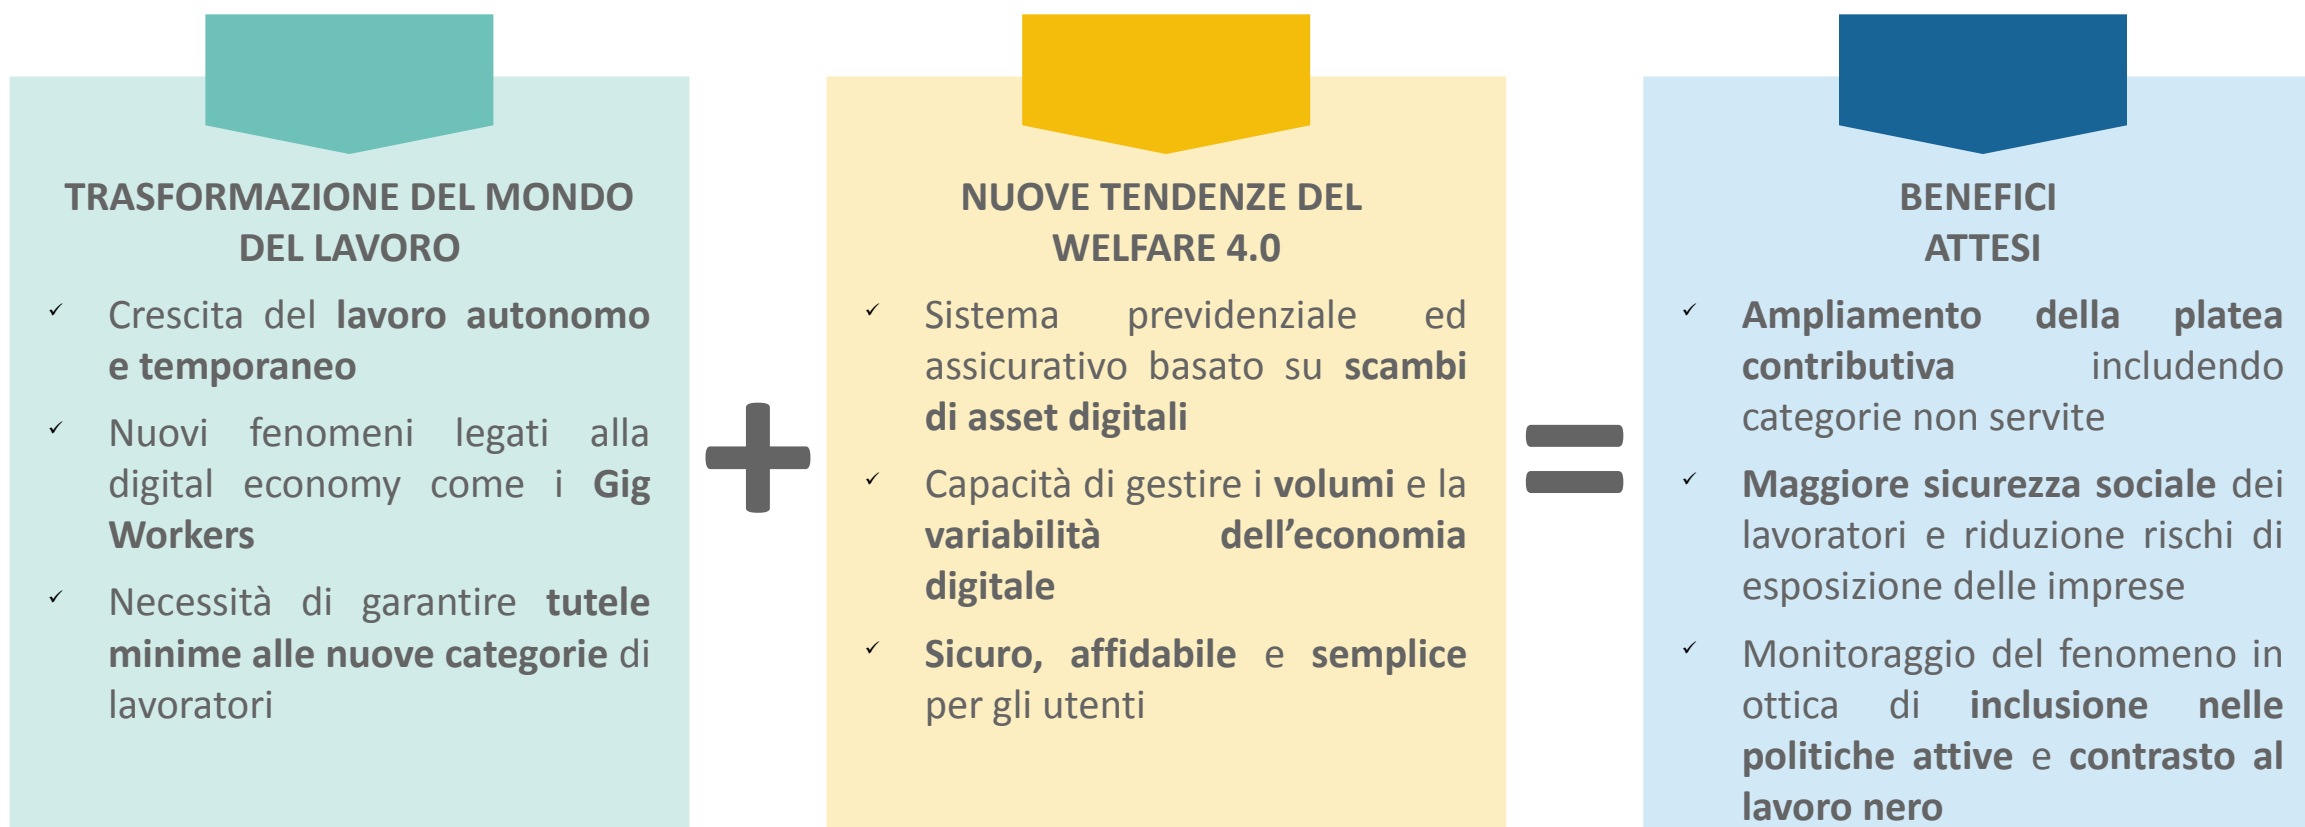 TRASFORMAZIONE DEL MONDO
DEL LAVORO
✓ Crescita del lavoro autonomo
e temporaneo
✓ Nuovi fenomeni legati alla
digital economy come i Gig
Workers
✓ Necessità di garantire tutele
minime alle nuove categorie di
lavoratori
+
NUOVE TENDENZE DEL
WELFARE 4.0
✓ Sistema previdenziale ed
assicurativo basato su scambi
di asset digitali
✓ Capacità di gestire i volumi e la
variabilità dell’economia
digitale
✓ Sicuro, affidabile e semplice
per gli utenti
=
BENEFICI
ATTESI
✓ Ampliamento della platea
contributiva includendo
categorie non servite
✓ Maggiore sicurezza sociale dei
lavoratori e riduzione rischi di
esposizione delle imprese
✓ Monitoraggio del fenomeno in
ottica di inclusione nelle
politiche attive e contrasto al
lavoro nero